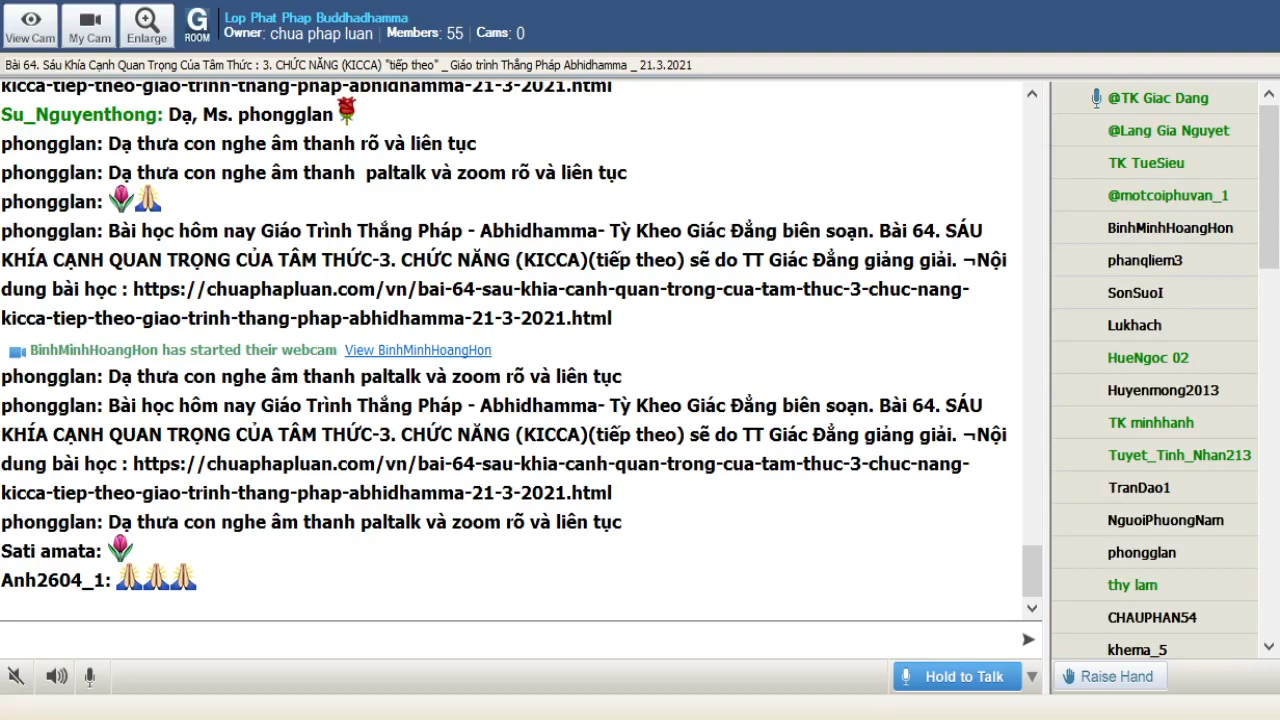 View Cam
My Cam
Enlarge
G
ROOM
Lop Phat Phap Buddhadhamma
Owner: chua phap luan | Members: 55 | Cams: 0
Bài 64. Sáu Khía Cạnh Quan Trọng Của Tâm Thức : 3. CHỨC NĂNG (KICCA) "tiếp theo" _ Giáo trình Thắng Pháp Abhidhamma _ 21.3.2021
kicca-tiep-theo-giao-trinh-thang-phap-abhidhamma-21-3-2021.html
Su_Nguyenthong: Dạ, Ms. phongglan
phongglan: Dạ thưa con nghe âm thanh rõ và liên tục
phongglan: Dạ thưa con nghe âm thanh  paltalk và zoom rõ và liên tục
phongglan:
phongglan: Bài học hôm nay Giáo Trình Thắng Pháp - Abhidhamma- Tỳ Kheo Giác Đẳng biên soạn. Bài 64. SÁU
KHÍA CẠNH QUAN TRỌNG CỦA TÂM THỨC-3. CHỨC NĂNG (KICCA)(tiếp theo) sẽ do TT Giác Đẳng giảng giải. ¬Nội
dung bài học : https://chuaphapluan.com/vn/bai-64-sau-khia-canh-quan-trong-cua-tam-thuc-3-chuc-nang-
kicca-tiep-theo-giao-trinh-thang-phap-abhidhamma-21-3-2021.html
BinhMinhHoangHon has started their webcam View BinhMinhHoangHon
phongglan: Dạ thưa con nghe âm thanh paltalk và zoom rõ và liên tục
phongglan: Bài học hôm nay Giáo Trình Thắng Pháp - Abhidhamma- Tỳ Kheo Giác Đẳng biên soạn. Bài 64. SÁU
KHÍA CẠNH QUAN TRỌNG CỦA TÂM THỨC-3. CHỨC NĂNG (KICCA)(tiếp theo) sẽ do TT Giác Đẳng giảng giải. ¬Nội
dung bài học : https://chuaphapluan.com/vn/bai-64-sau-khia-canh-quan-trong-cua-tam-thuc-3-chuc-nang-
kicca-tiep-theo-giao-trinh-thang-phap-abhidhamma-21-3-2021.html
phongglan: Dạ thưa con nghe âm thanh paltalk và zoom rõ và liên tục
Sati amata:
Anh2604_1:
Hold to Talk
@TK Giac Dang
@Lang Gia Nguyet
TK TueSieu
@motcoiphuvan_1
BinhMinhHoangHon
phanqliem3
SonSuoI
Lukhach
HueNgoc 02
Huyenmong2013
TK minhhanh
Tuyet_Tinh_Nhan213
TranDao1
NguoiPhuongNam
phongglan
thy lam
CHAUPHAN54
khema_5
Raise Hand